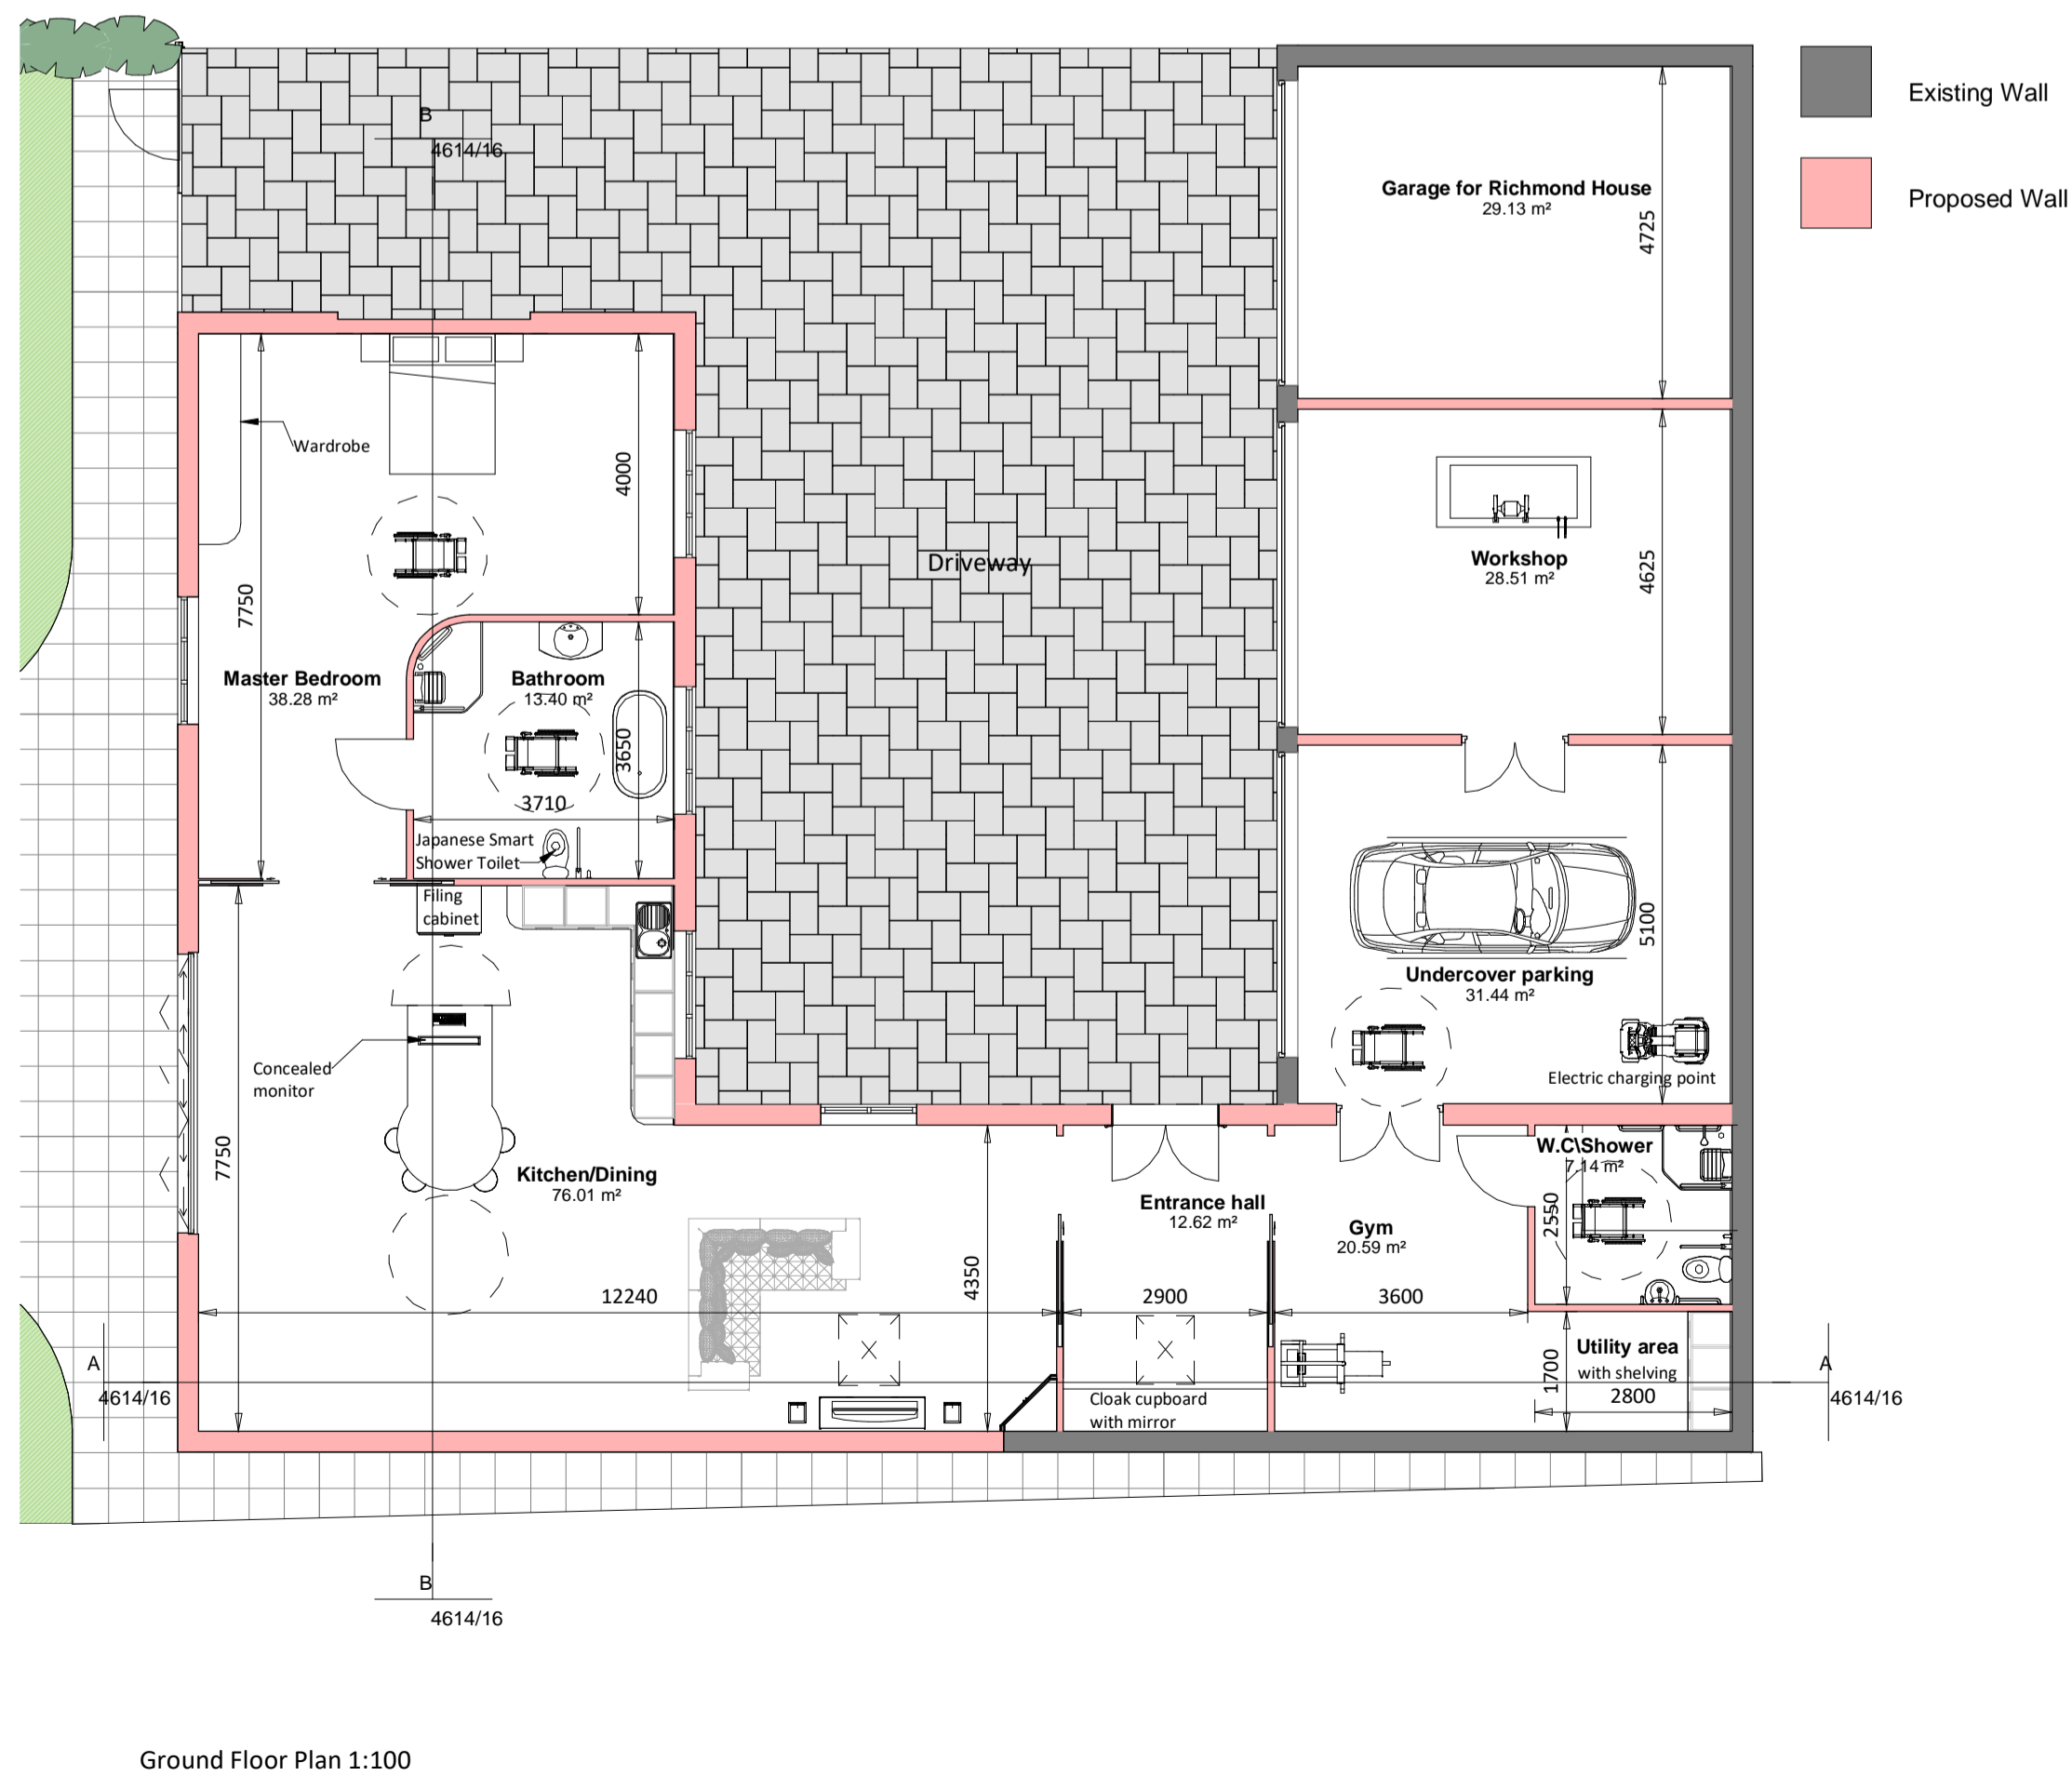 Existing Wall
Proposed Wall
B
4614/16
Garage for Richmond House
29.13 m²
4725
Wardrobe
4000
7750
Driveway
Workshop
28.51 m²
4625
Master Bedroom
38.28 m²
Bathroom
13.40 m²
3650
3710
Japanese Smart
Shower Toilet
Filing
cabinet
5100
Undercover parking
31.44 m²
Electric charging point
Concealed
monitor
7750
Kitchen/Dining
76.01 m²
W.C\Shower
7.14 m²
Entrance hall
12.62 m²
Gym
20.59 m²
2550
4350
12240
2900
3600
Utility area
with shelving
1700
2800
A
4614/16
A
4614/16
Cloak cupboard
with mirror
B
4614/16
Ground Floor Plan 1:100